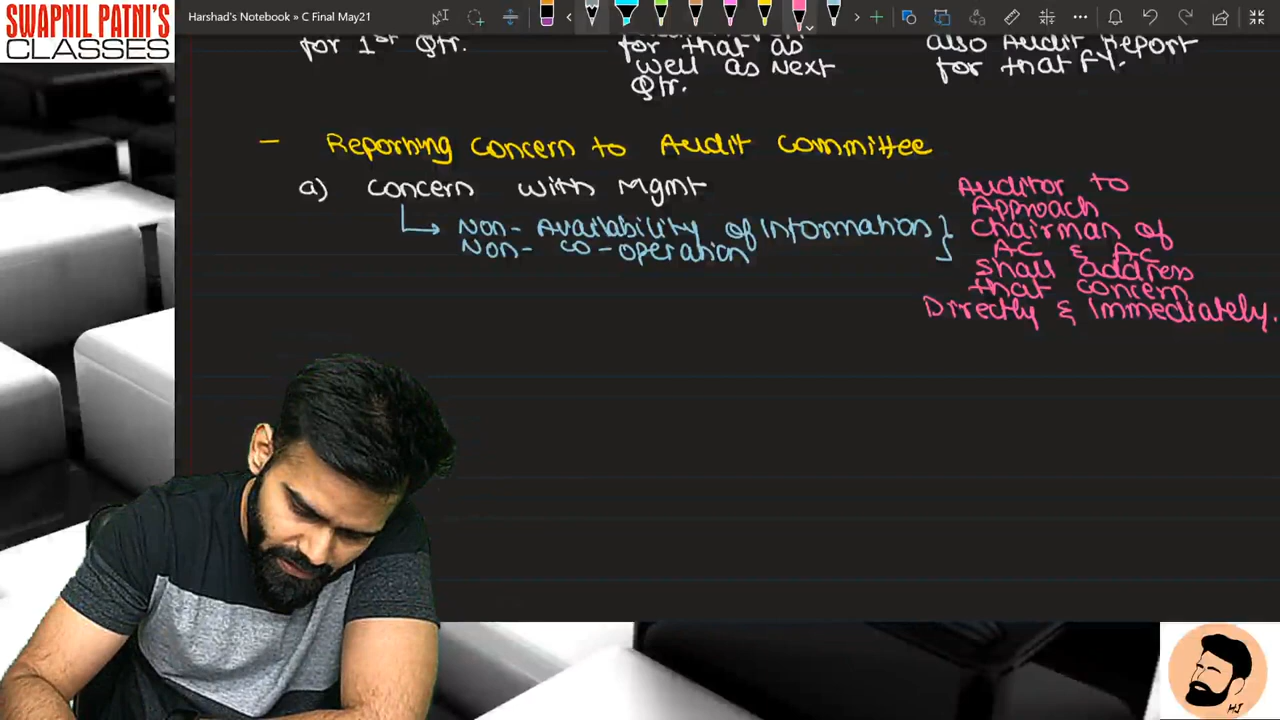 SWAPNIL PATNI'S
CLASSES
Harshad's Notebook » C Final May21
for 1st Qtr.
for that as
well as Next
Qtr.
also Audit Report
for that FY.
- Reporting Concern to Audit Committee
a) Concern with Mgmt
Non- Availability of Information
Non- Co-operation
Auditor to
Approach
Chairman of
AC & AC
shall address
that concern
Directly & Immediately.
HJ